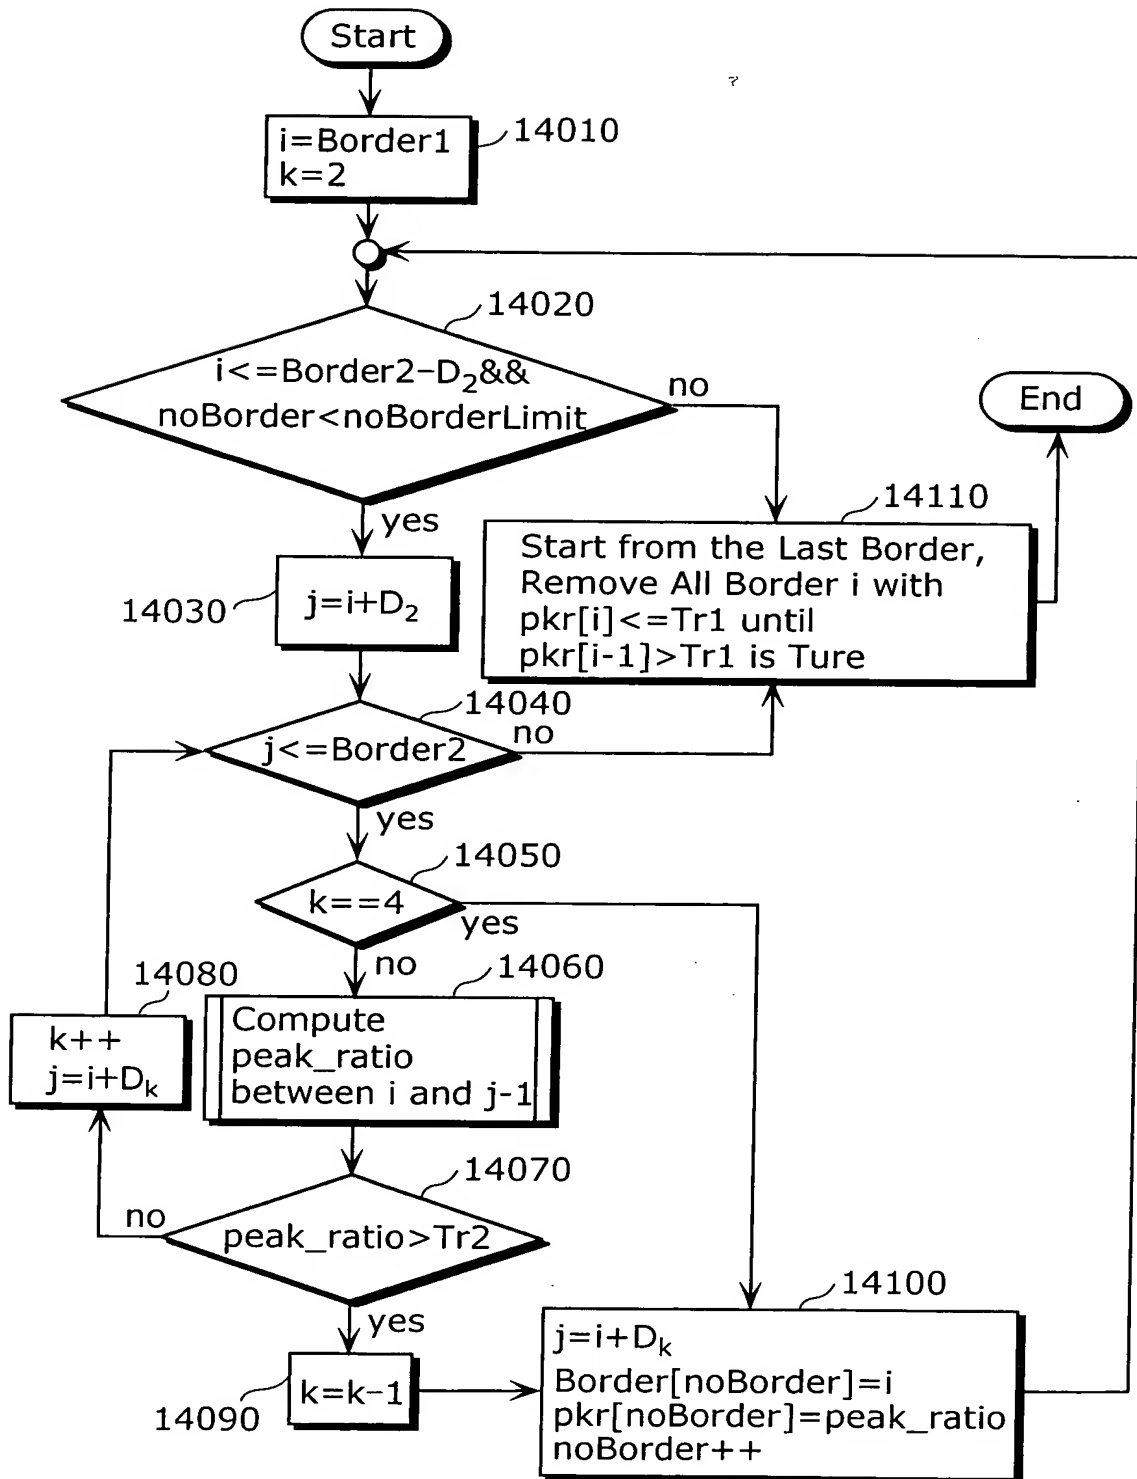 Start
i=Border1
k=2
14010
14020
i<=Border2-D₂&&
noBorder<noBorderLimit
no
End
yes
14110
Start from the Last Border,
Remove All Border i with
pkr[i]<=Tr1 until
pkr[i-1]>Tr1 is Ture
14030
j=i+D₂
14040
j<=Border2
no
yes
14050
k==4
yes
no
14060
14080
Compute
peak_ratio
between i and j-1
k++
j=i+Dₖ
14070
no
peak_ratio>Tr2
yes
14100
k=k-1
14090
j=i+Dₖ
Border[noBorder]=i
pkr[noBorder]=peak_ratio
noBorder++